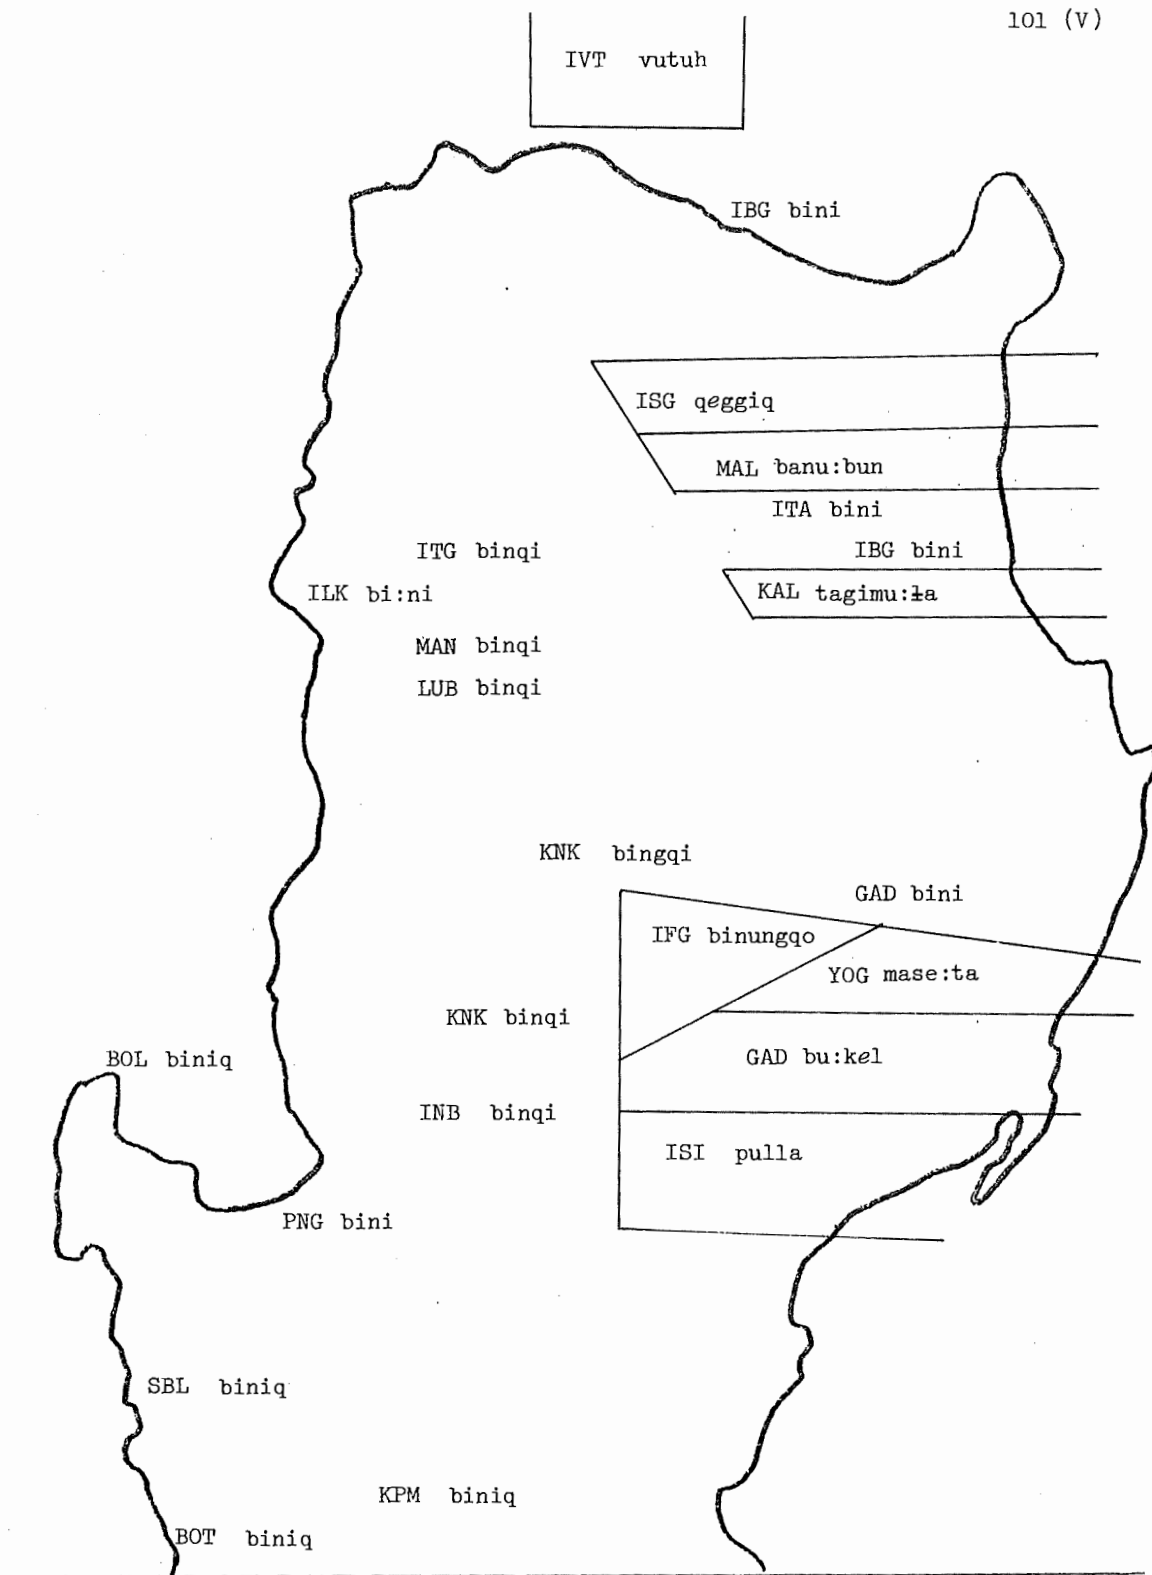 101 (V)
IVT vutuh
IBG bini
ISG qeggiq
MAL banu:bun
ITA bini
ITG binqi
IBG bini
ILK bi:ni
KAL tagimu:ɫa
MAN binqi
LUB binqi
KNK bingqi
GAD bini
IFG binungqo
YOG mase:ta
KNK binqi
BOL biniq
GAD bu:kel
INB binqi
ISI pulla
PNG bini
SBL biniq
KPM biniq
BOT biniq